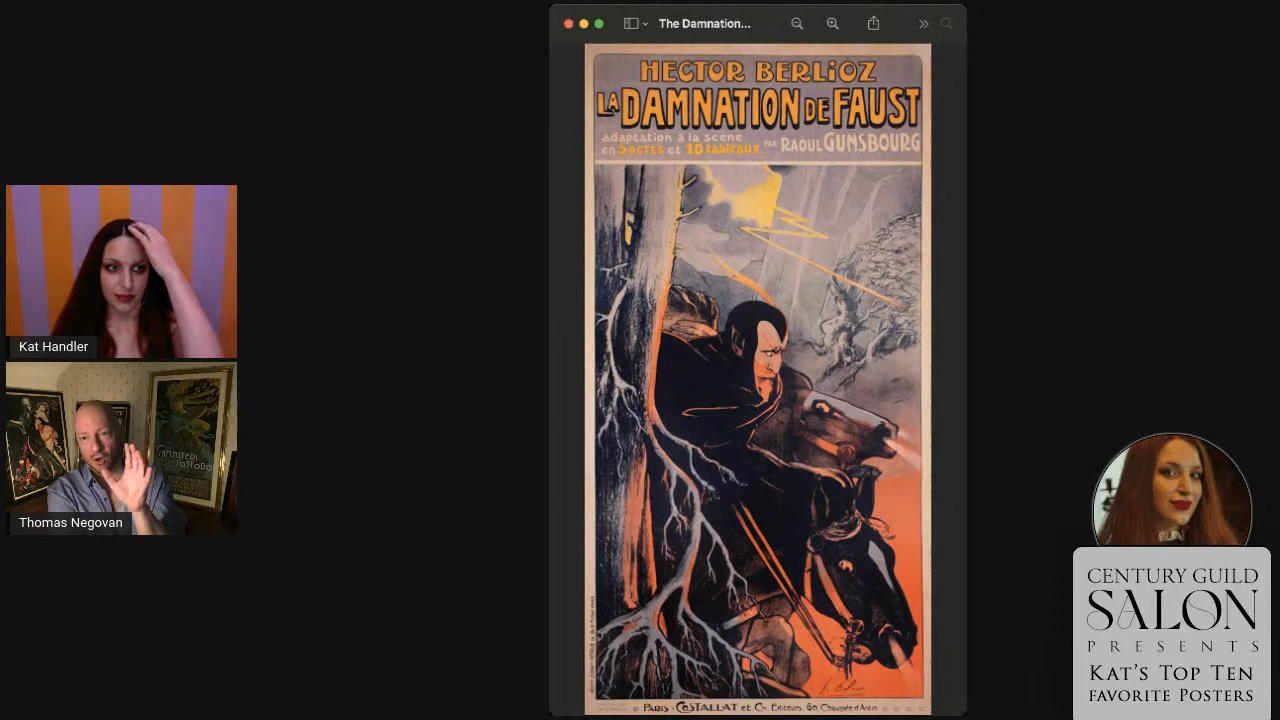 The Damnation...
HECTOR BERLiOZ
LA DAMNATION DE FAUST
adaptation à la scène
en 5 ACTES et 10 tableaux PAR RAOUL GUNSBOURG
Kat Handler
Thomas Negovan
PARIS - COSTALLAT et Cie. Editeurs, 60 Chaussée d'Antin
CENTURY GUILD
SALON
PRESENTS
KAT'S TOP TEN
FAVORITE POSTERS